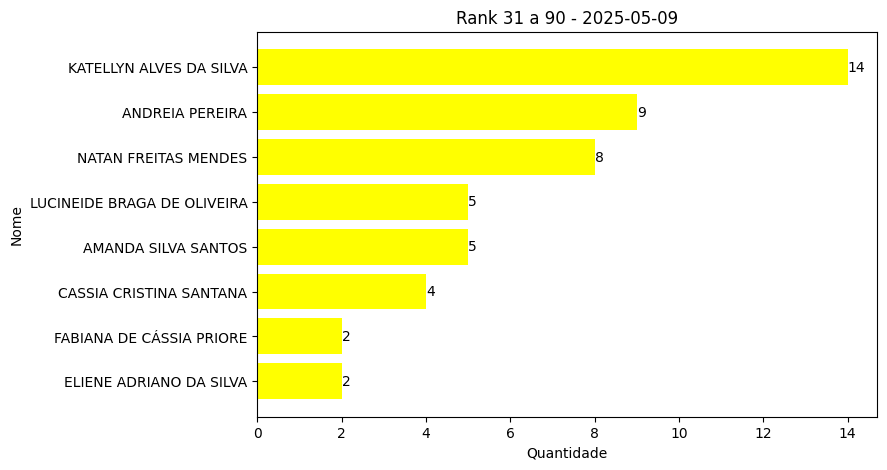 Rank 31 a 90 - 2025-05-09
Nome
KATELLYN ALVES DA SILVA 14
ANDREIA PEREIRA 9
NATAN FREITAS MENDES 8
LUCINEIDE BRAGA DE OLIVEIRA 5
AMANDA SILVA SANTOS 5
CASSIA CRISTINA SANTANA 4
FABIANA DE CÁSSIA PRIORE 2
ELIENE ADRIANO DA SILVA 2
0 2 4 6 8 10 12 14
Quantidade